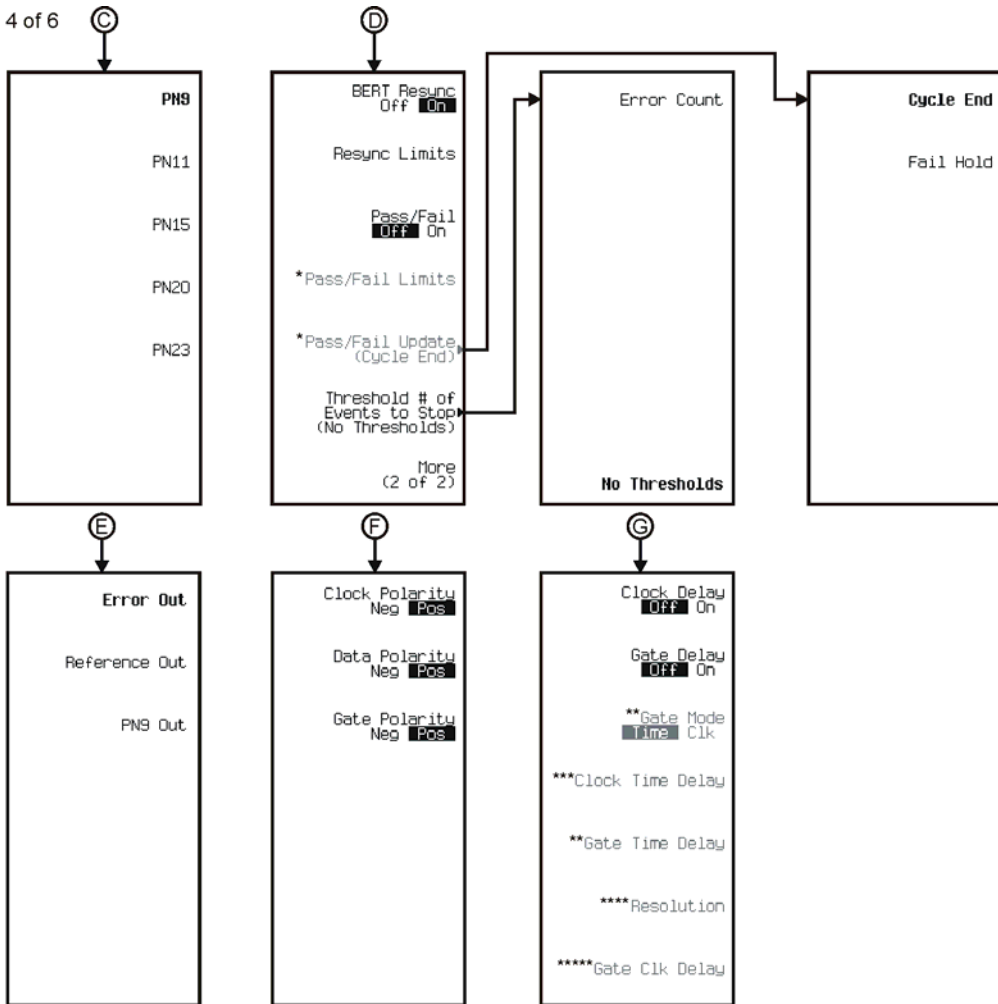 4 of 6
C
PN9
PN11
PN15
PN20
PN23
D
BERT Resync
Off On
Resync Limits
Pass/Fail
Off On
*Pass/Fail Limits
*Pass/Fail Update
(Cycle End)
Threshold # of
Events to Stop
(No Thresholds)
More
(2 of 2)
Error Count
No Thresholds
Cycle End
Fail Hold
E
Error Out
Reference Out
PN9 Out
F
Clock Polarity
Neg Pos
Data Polarity
Neg Pos
Gate Polarity
Neg Pos
G
Clock Delay
Off On
Gate Delay
Off On
**Gate Mode
Time Clk
***Clock Time Delay
**Gate Time Delay
****Resolution
*****Gate Clk Delay